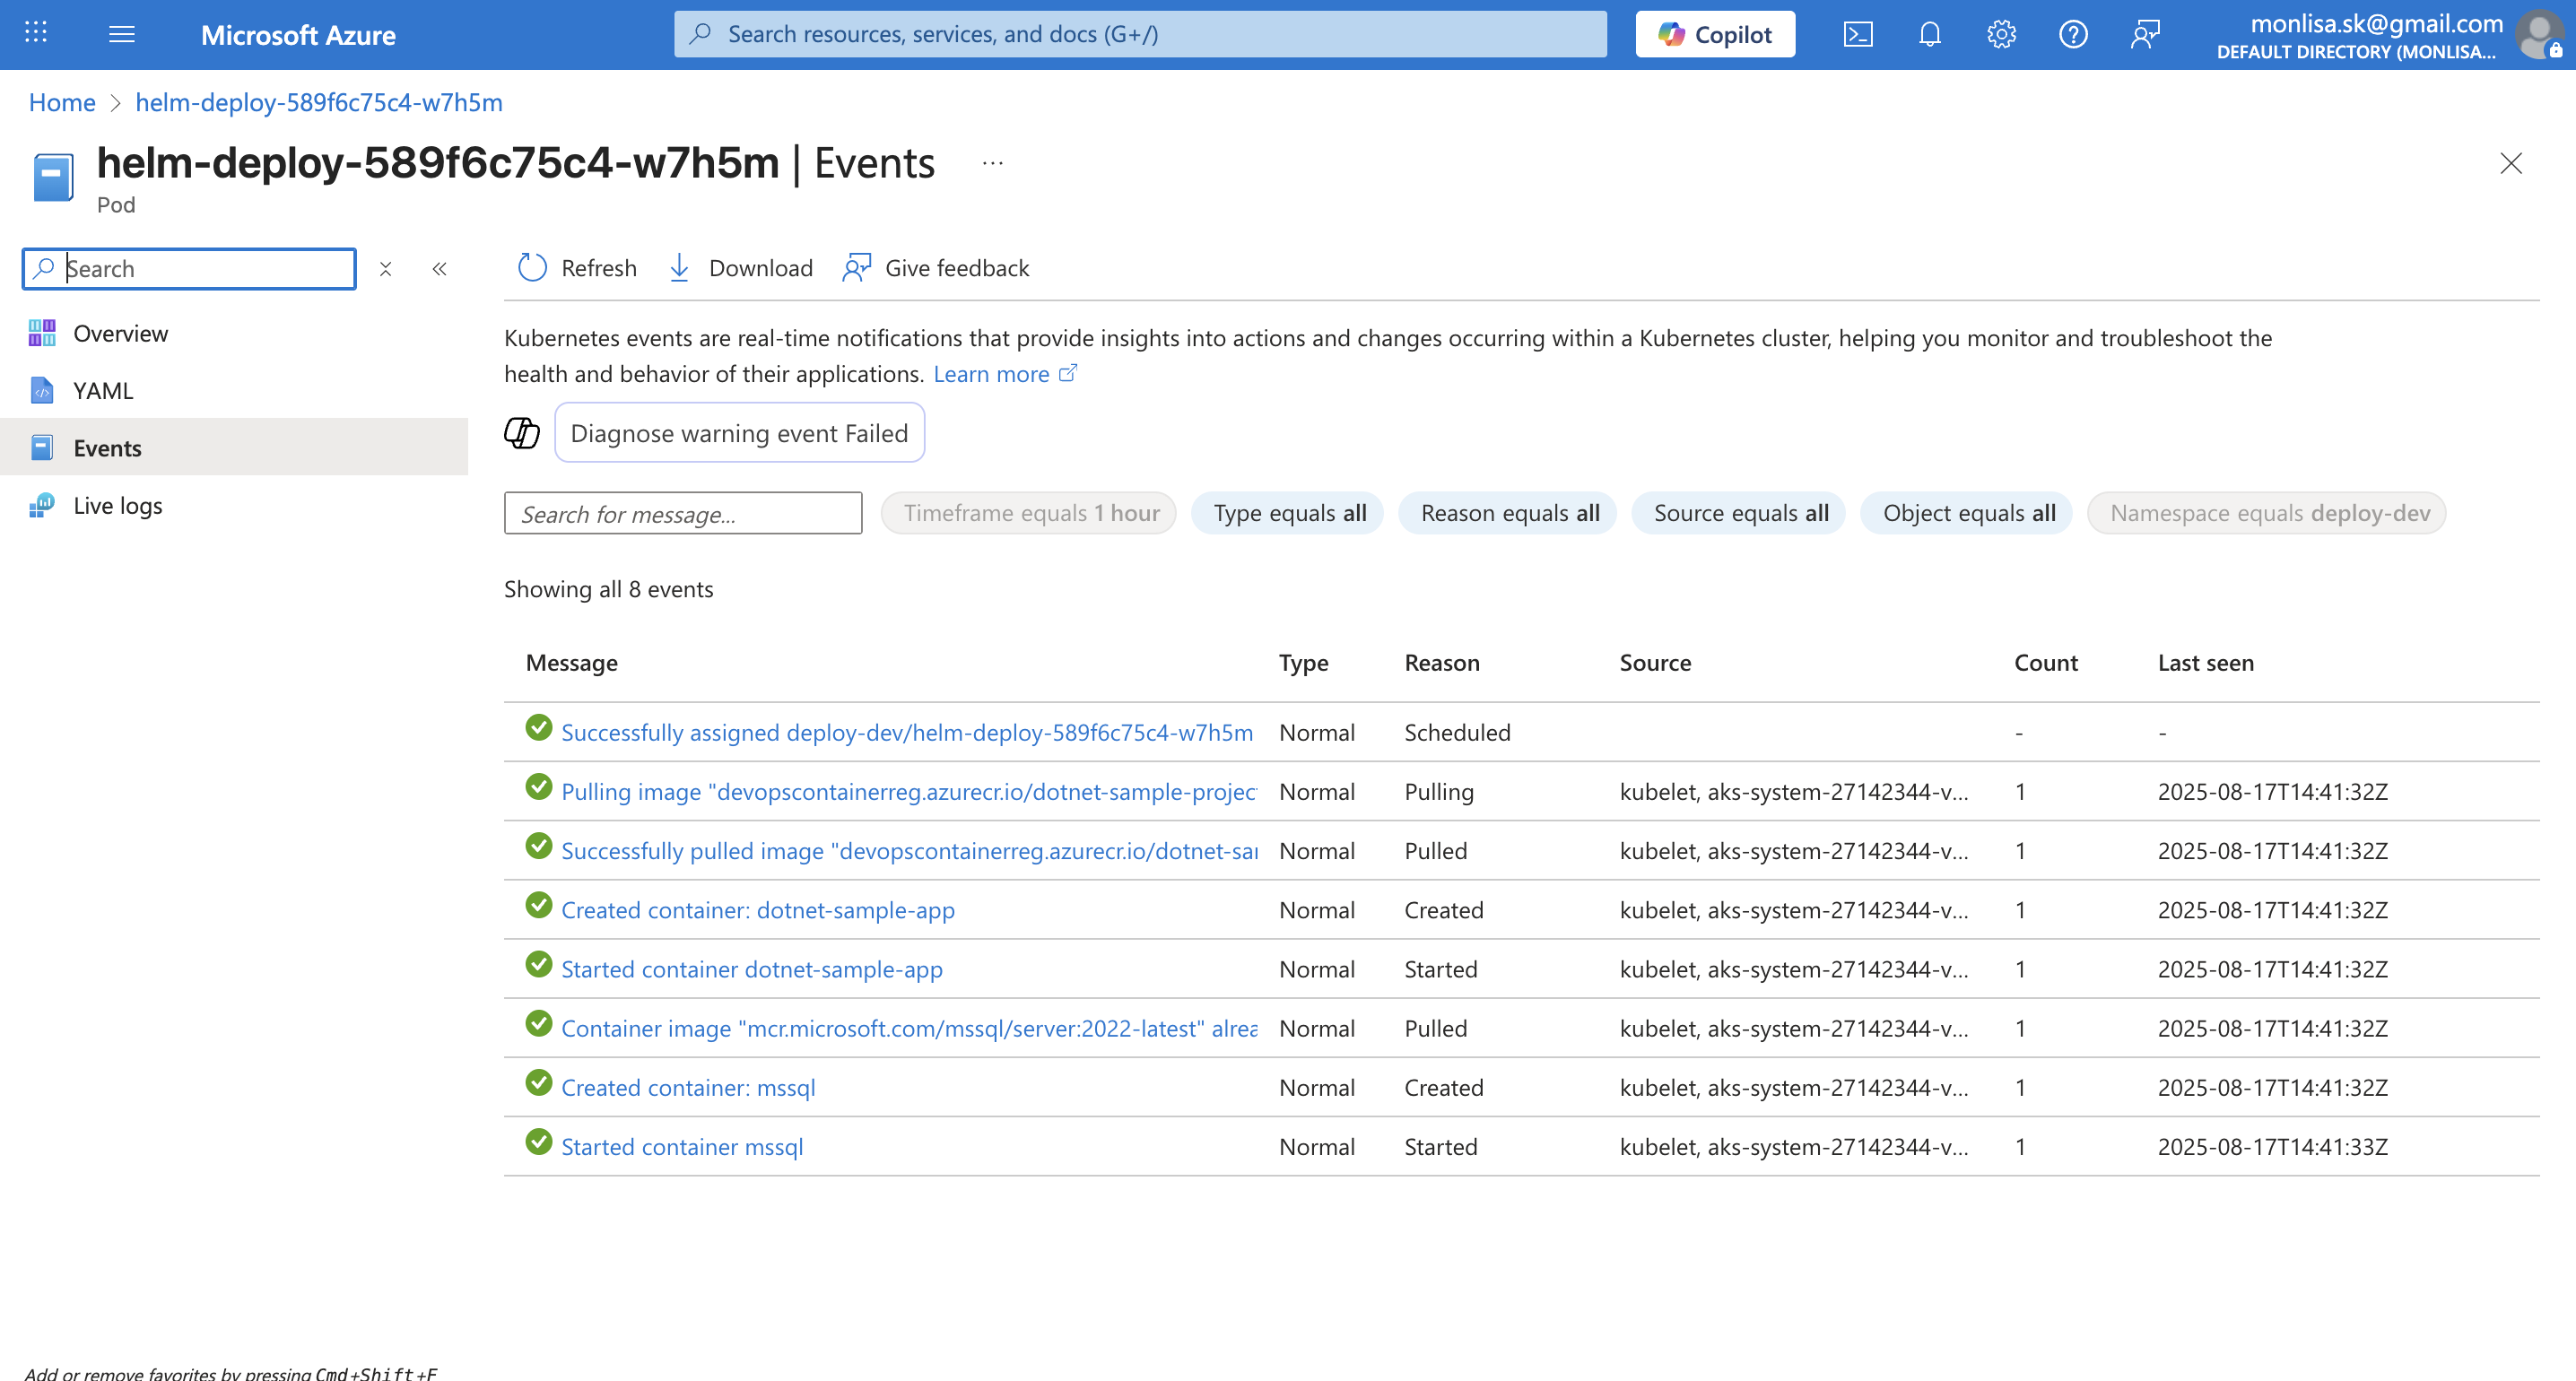 Microsoft Azure
Search resources, services, and docs (G+/)
Copilot
monlisa.sk@gmail.com
DEFAULT DIRECTORY (MONLISA...
Home > helm-deploy-589f6c75c4-w7h5m
helm-deploy-589f6c75c4-w7h5m | Events ...
Pod
Search
Overview
YAML
Events
Live logs
Refresh Download Give feedback
Kubernetes events are real-time notifications that provide insights into actions and changes occurring within a Kubernetes cluster, helping you monitor and troubleshoot the
health and behavior of their applications. Learn more
Diagnose warning event Failed
Search for message... Timeframe equals 1 hour Type equals all Reason equals all Source equals all Object equals all Namespace equals deploy-dev
Showing all 8 events
Message Type Reason Source Count Last seen
Successfully assigned deploy-dev/helm-deploy-589f6c75c4-w7h5m Normal Scheduled - -
Pulling image "devopscontainerreg.azurecr.io/dotnet-sample-projec Normal Pulling kubelet, aks-system-27142344-v... 1 2025-08-17T14:41:32Z
Successfully pulled image "devopscontainerreg.azurecr.io/dotnet-sar Normal Pulled kubelet, aks-system-27142344-v... 1 2025-08-17T14:41:32Z
Created container: dotnet-sample-app Normal Created kubelet, aks-system-27142344-v... 1 2025-08-17T14:41:32Z
Started container dotnet-sample-app Normal Started kubelet, aks-system-27142344-v... 1 2025-08-17T14:41:32Z
Container image "mcr.microsoft.com/mssql/server:2022-latest" alrea Normal Pulled kubelet, aks-system-27142344-v... 1 2025-08-17T14:41:32Z
Created container: mssql Normal Created kubelet, aks-system-27142344-v... 1 2025-08-17T14:41:32Z
Started container mssql Normal Started kubelet, aks-system-27142344-v... 1 2025-08-17T14:41:33Z
Add or remove favorites by pressing Cmd+Shift+F